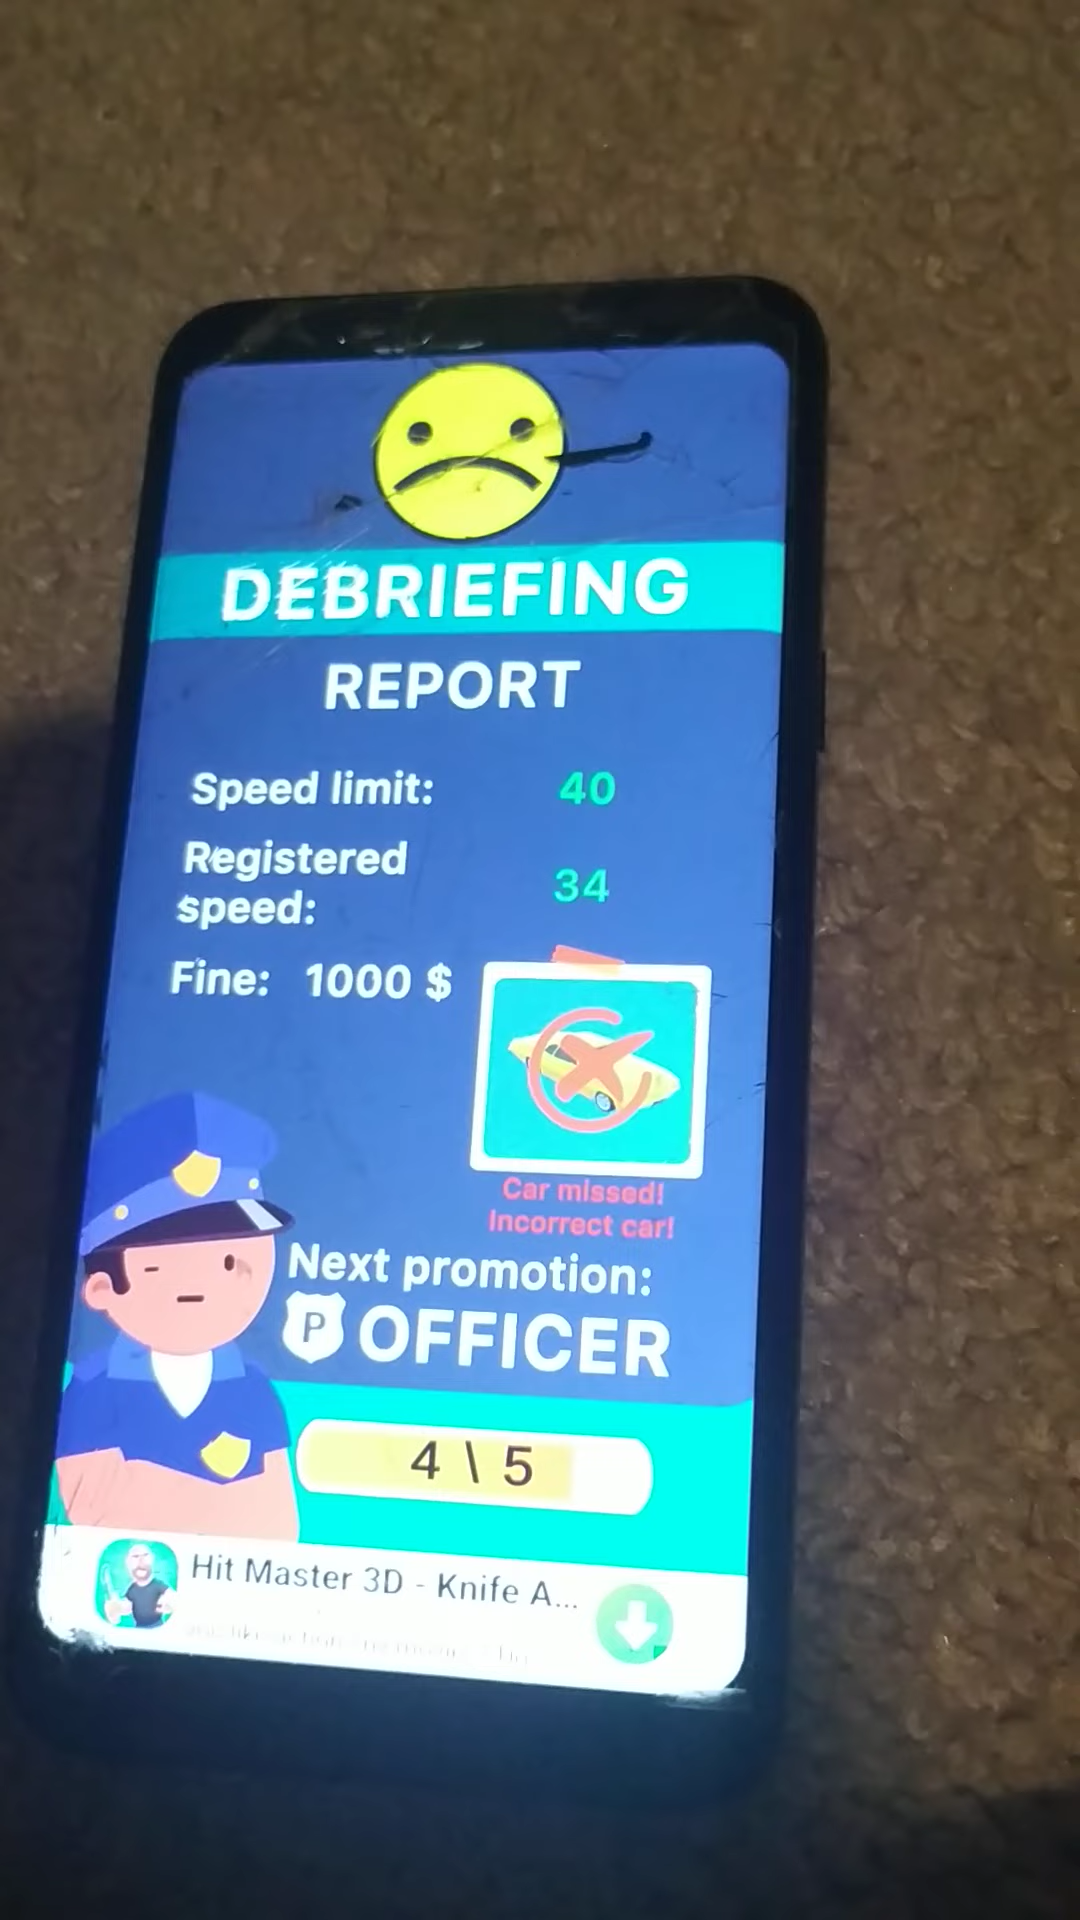 DEBRIEFING
REPORT
Speed limit: 40
Registered
speed: 34
Fine: 1000 $
Car missed!
Incorrect car!
Next promotion:
P OFFICER
4 \ 5
Hit Master 3D - Knife A...